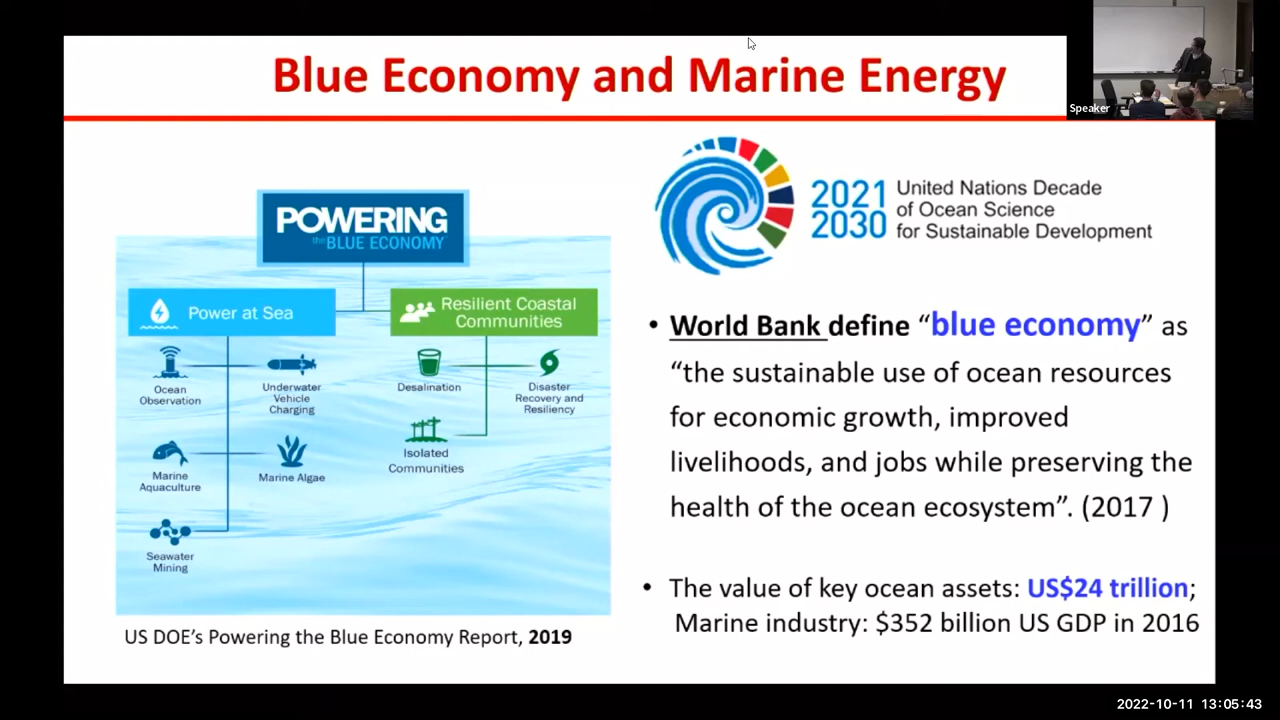 Blue Economy and Marine Energy
Speaker
POWERING
the BLUE ECONOMY
Power at Sea
Resilient Coastal
Communities
Ocean
Observation
Underwater
Vehicle
Charging
Desalination
Disaster
Recovery and
Resiliency
Marine
Aquaculture
Marine Algae
Isolated
Communities
Seawater
Mining
US DOE's Powering the Blue Economy Report, 2019
2021
2030
United Nations Decade
of Ocean Science
for Sustainable Development
• World Bank define “blue economy” as
“the sustainable use of ocean resources
for economic growth, improved
livelihoods, and jobs while preserving the
health of the ocean ecosystem”. (2017 )
• The value of key ocean assets: US$24 trillion;
Marine industry: $352 billion US GDP in 2016
2022-10-11 13:05:43